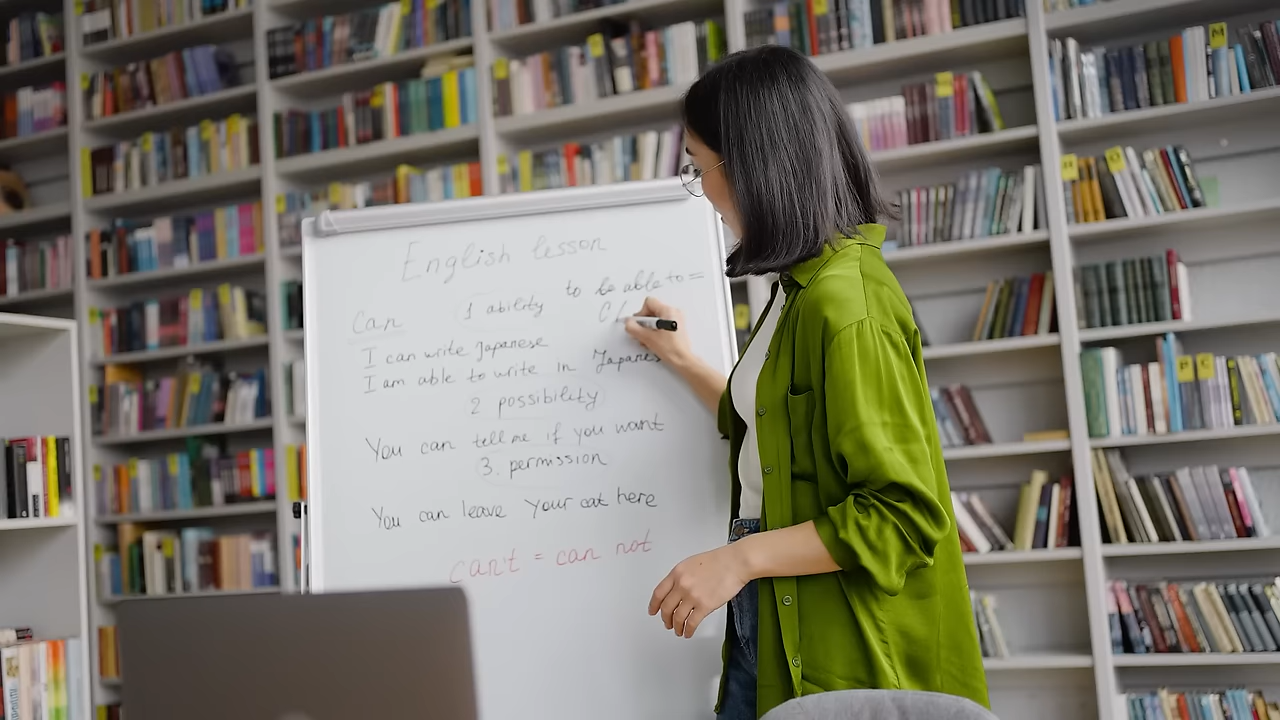 English lesson
Can 1 ability to be able to =
I can write Japanese
I am able to write in Japanes
2 possibility
You can tell me if you want
3. permission
You can leave your cat here
can't = can not